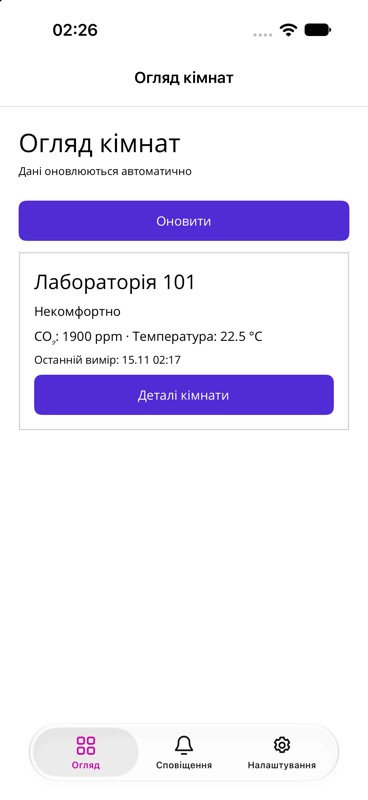 02:26
Огляд кімнат
Огляд кімнат
Дані оновлюються автоматично
Оновити
Лабораторія 101
Некомфортно
CO₂: 1900 ppm · Температура: 22.5 °C
Останній вимір: 15.11 02:17
Деталі кімнати
Огляд
Сповіщення
Налаштування